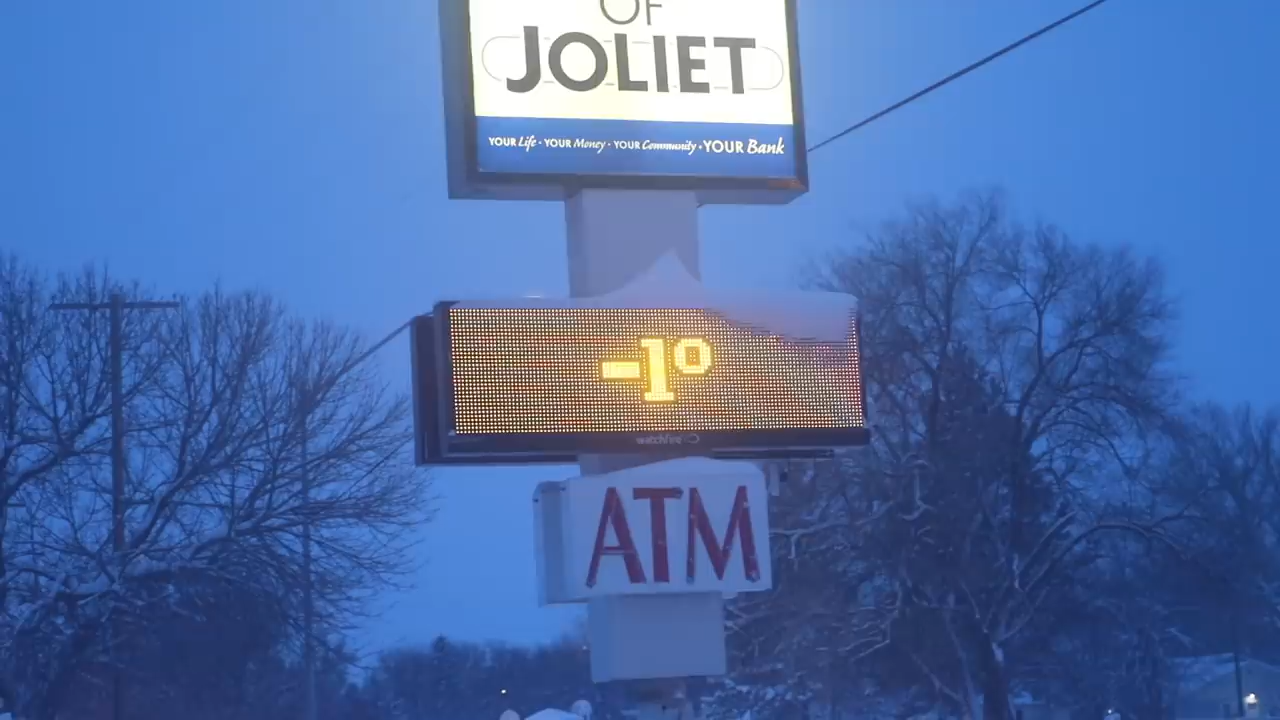 OF
JOLIET
YOUR Life · YOUR Money · YOUR Community · YOUR Bank
-1°
watchfire
ATM